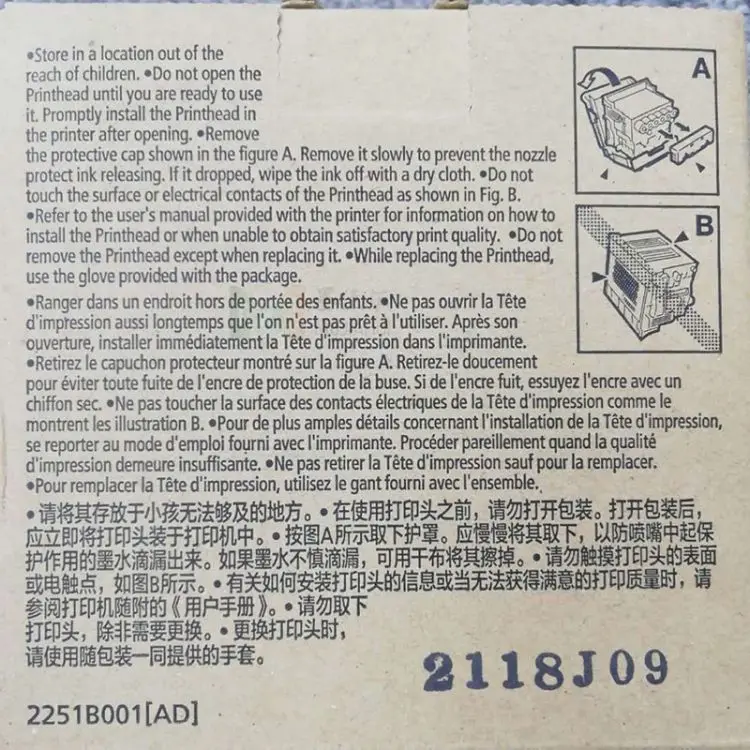 •Store in a location out of the
reach of children. •Do not open the
Printhead until you are ready to use
it. Promptly install the Printhead in
the printer after opening. •Remove
the protective cap shown in the figure A. Remove it slowly to prevent the nozzle
protect ink releasing. If it dropped, wipe the ink off with a dry cloth. •Do not
touch the surface or electrical contacts of the Printhead as shown in Fig. B.
•Refer to the user's manual provided with the printer for information on how to
install the Printhead or when unable to obtain satisfactory print quality. •Do not
remove the Printhead except when replacing it. •While replacing the Printhead,
use the glove provided with the package.
A
B
•Ranger dans un endroit hors de portée des enfants. •Ne pas ouvrir la Tête
d'impression aussi longtemps que l'on n'est pas prêt à l'utiliser. Après son
ouverture, installer immédiatement la Tête d'impression dans l'imprimante.
•Retirez le capuchon protecteur montré sur la figure A. Retirez-le doucement
pour éviter toute fuite de l'encre de protection de la buse. Si de l'encre fuit, essuyez l'encre avec un
chiffon sec. •Ne pas toucher la surface des contacts électriques de la Tête d'impression comme le
montrent les illustration B. •Pour de plus amples détails concernant l'installation de la Tête d'impression,
se reporter au mode d'emploi fourni avec l'imprimante. Procéder pareillement quand la qualité
d'impression demeure insuffisante. •Ne pas retirer la Tête d'impression sauf pour la remplacer.
•Pour remplacer la Tête d'impression, utilisez le gant fourni avec l'ensemble.
•请将其存放于小孩无法够及的地方。•在使用打印头之前，请勿打开包装。打开包装后，
应立即将打印头装于打印机中。•按图A所示取下护罩。应慢慢将其取下，以防喷嘴中起保
护作用的墨水滴漏出来。如果墨水不慎滴漏，可用干布将其擦掉。•请勿触摸打印头的表面
或电触点，如图B所示。•有关如何安装打印头的信息或当无法获得满意的打印质量时，请
参阅打印机随附的《用户手册》。•请勿取下
打印头，除非需要更换。•更换打印头时，
请使用随包装一同提供的手套。
2118J09
2251B001[AD]